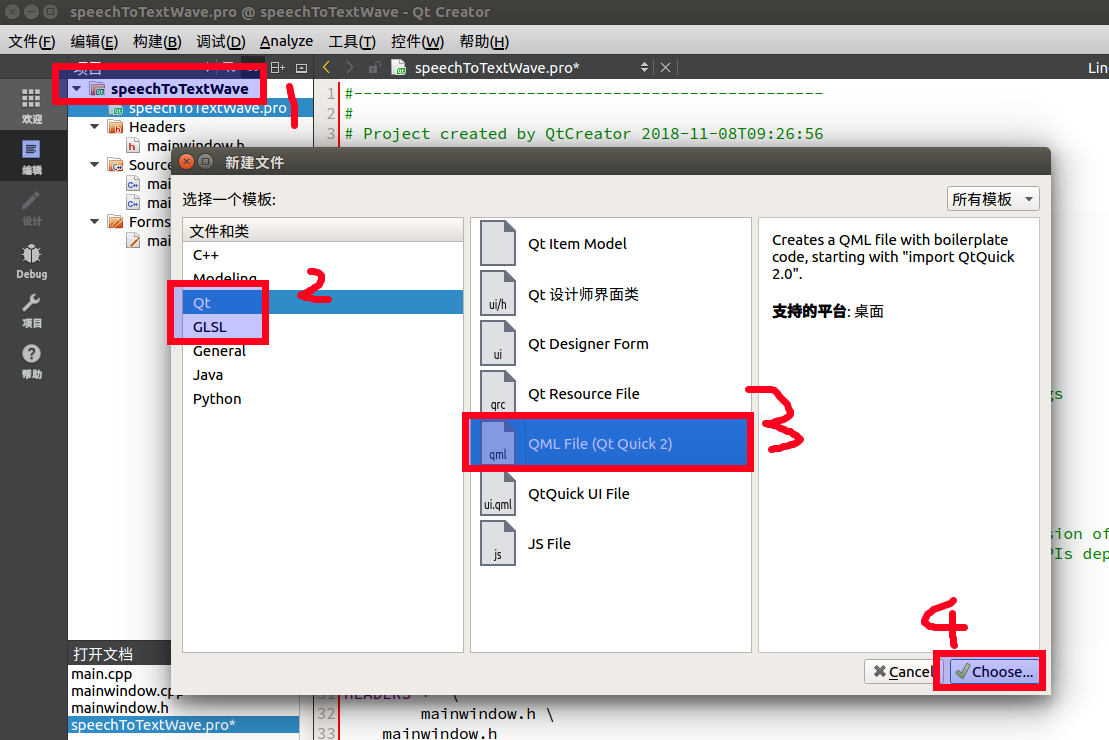 speechToTextWave.pro @ speechToTextWave - Qt Creator
文件(F) 编辑(E) 构建(B) 调试(D) Analyze 工具(T) 控件(W) 帮助(H)
项目
speechToTextWave.pro*
Lin
speechToTextWave
1
speechToTextWave.pro
Headers
mainwindow.h
Source
mai
mai
Forms
mai
欢迎
编辑
设计
Debug
项目
帮助
1 #
2 #
3 # Project created by QtCreator 2018-11-08T09:26:56
新建文件
选择一个模板:
所有模板
文件和类
C++
Modeling
Qt
GLSL
General
Java
Python
2
Qt Item Model
ui/h Qt 设计师界面类
ui Qt Designer Form
qrc Qt Resource File
qml QML File (Qt Quick 2)
ui.qml QtQuick UI File
js JS File
3
Creates a QML file with boilerplate
code, starting with "import QtQuick
2.0".
支持的平台: 桌面
gs
sion of
PIs dep
4
Cancel
Choose...
打开文档
main.cpp
mainwindow.cpp
mainwindow.h
speechToTextWave.pro*
32 mainwindow.h \
33 mainwindow.h